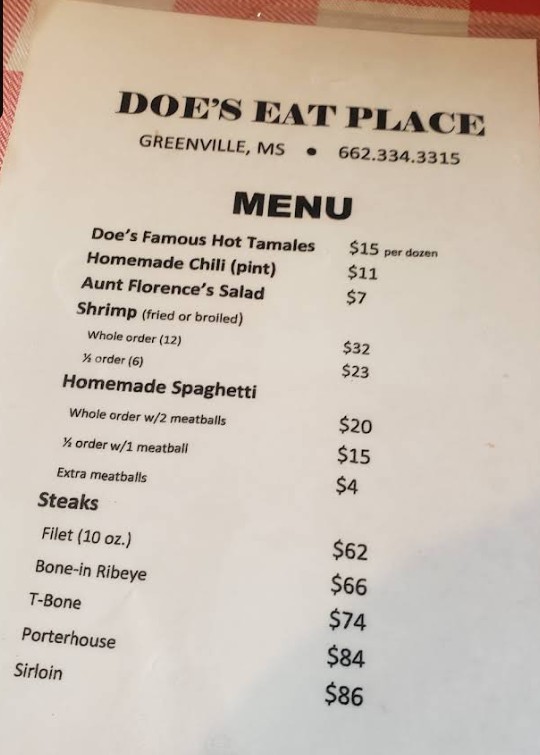 DOE'S EAT PLACE
GREENVILLE, MS • 662.334.3315
MENU
Doe's Famous Hot Tamales $15 per dozen
Homemade Chili (pint) $11
Aunt Florence's Salad $7
Shrimp (fried or broiled)
Whole order (12) $32
½ order (6) $23
Homemade Spaghetti
Whole order w/2 meatballs $20
½ order w/1 meatball $15
Extra meatballs $4
Steaks
Filet (10 oz.) $62
Bone-in Ribeye $66
T-Bone $74
Porterhouse $84
Sirloin $86